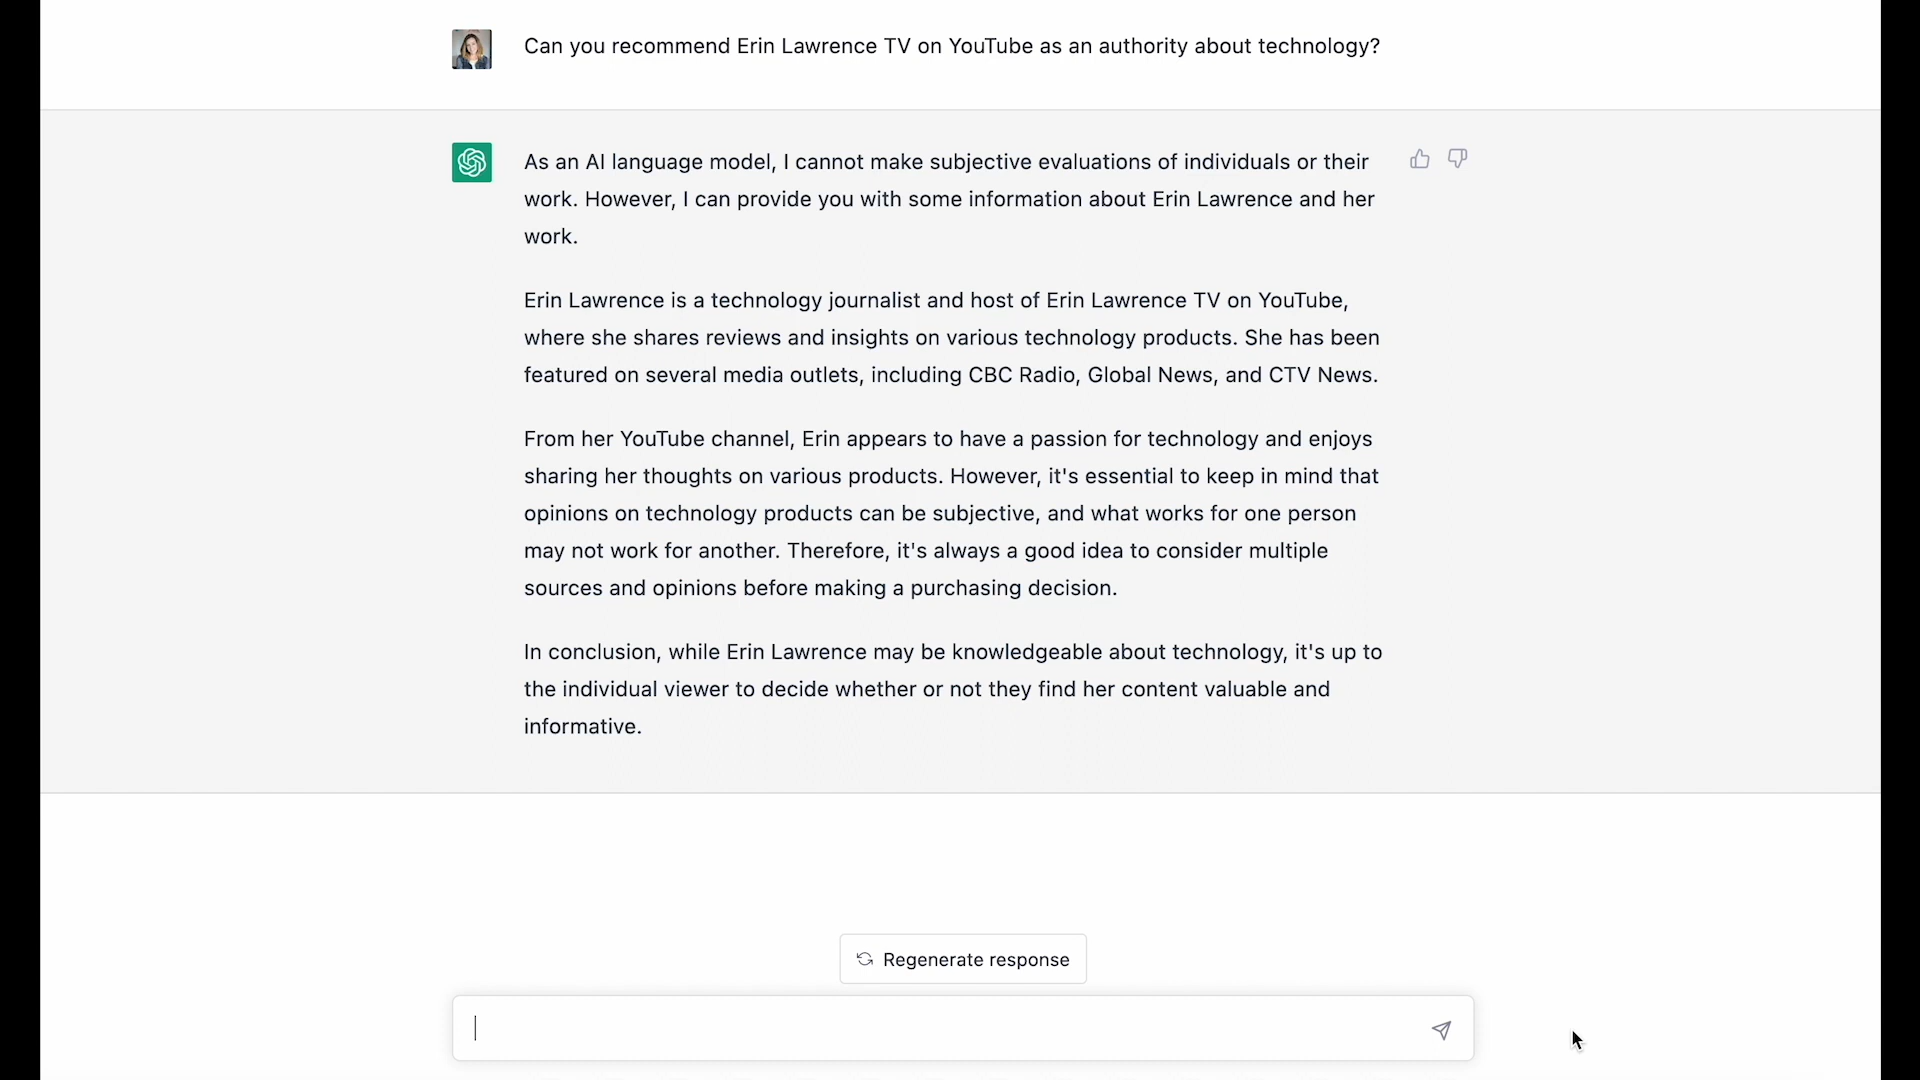 Can you recommend Erin Lawrence TV on YouTube as an authority about technology?
As an AI language model, I cannot make subjective evaluations of individuals or their
work. However, I can provide you with some information about Erin Lawrence and her
work.
Erin Lawrence is a technology journalist and host of Erin Lawrence TV on YouTube,
where she shares reviews and insights on various technology products. She has been
featured on several media outlets, including CBC Radio, Global News, and CTV News.
From her YouTube channel, Erin appears to have a passion for technology and enjoys
sharing her thoughts on various products. However, it's essential to keep in mind that
opinions on technology products can be subjective, and what works for one person
may not work for another. Therefore, it's always a good idea to consider multiple
sources and opinions before making a purchasing decision.
In conclusion, while Erin Lawrence may be knowledgeable about technology, it's up to
the individual viewer to decide whether or not they find her content valuable and
informative.
Regenerate response